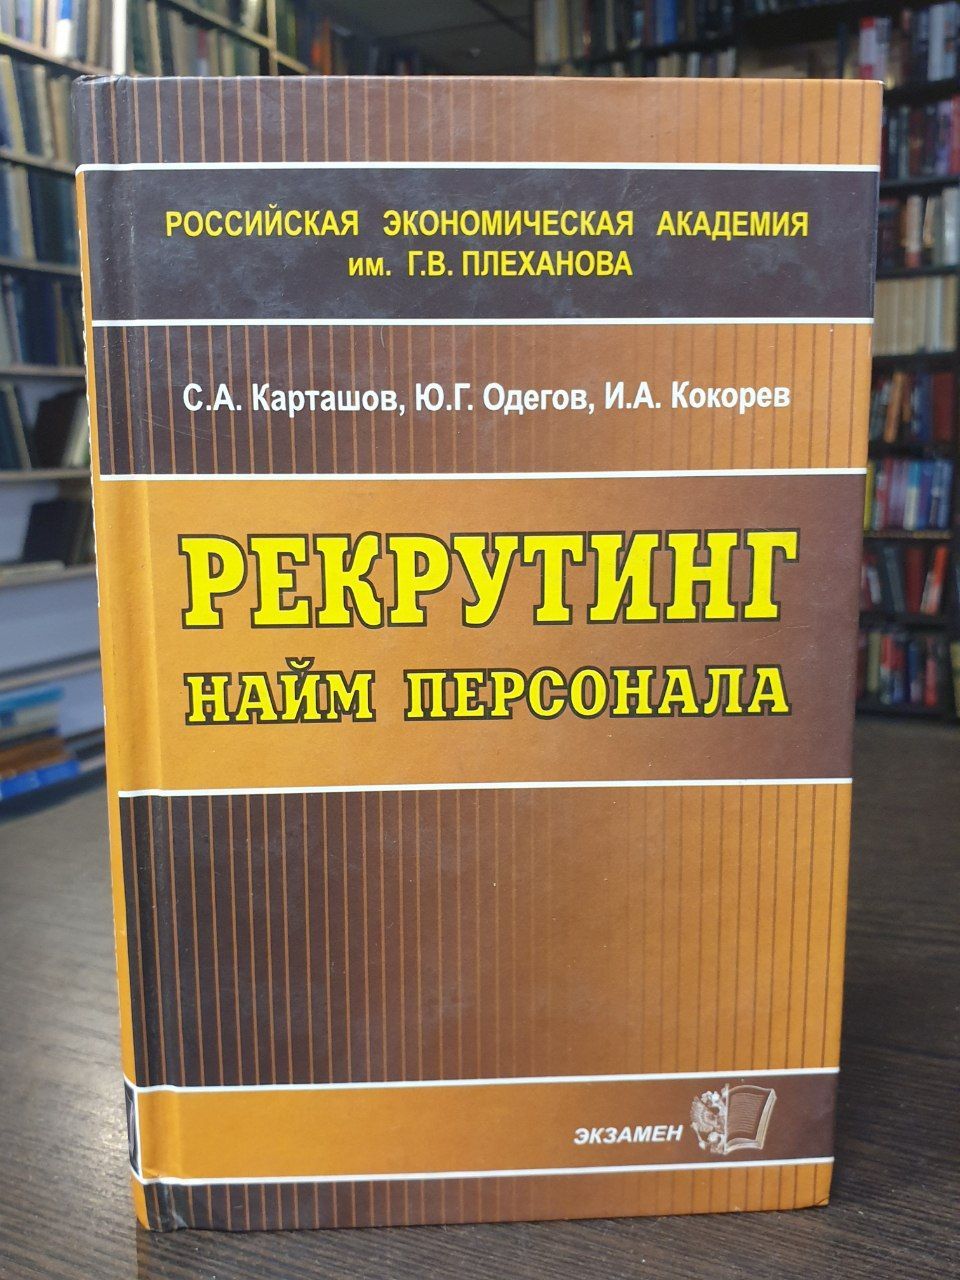 РОССИЙСКАЯ ЭКОНОМИЧЕСКАЯ АКАДЕМИЯ
им. Г.В. ПЛЕХАНОВА
С.А. Карташов, Ю.Г. Одегов, И.А. Кокорев
РЕКРУТИНГ
НАЙМ ПЕРСОНАЛА
ЭКЗАМЕН